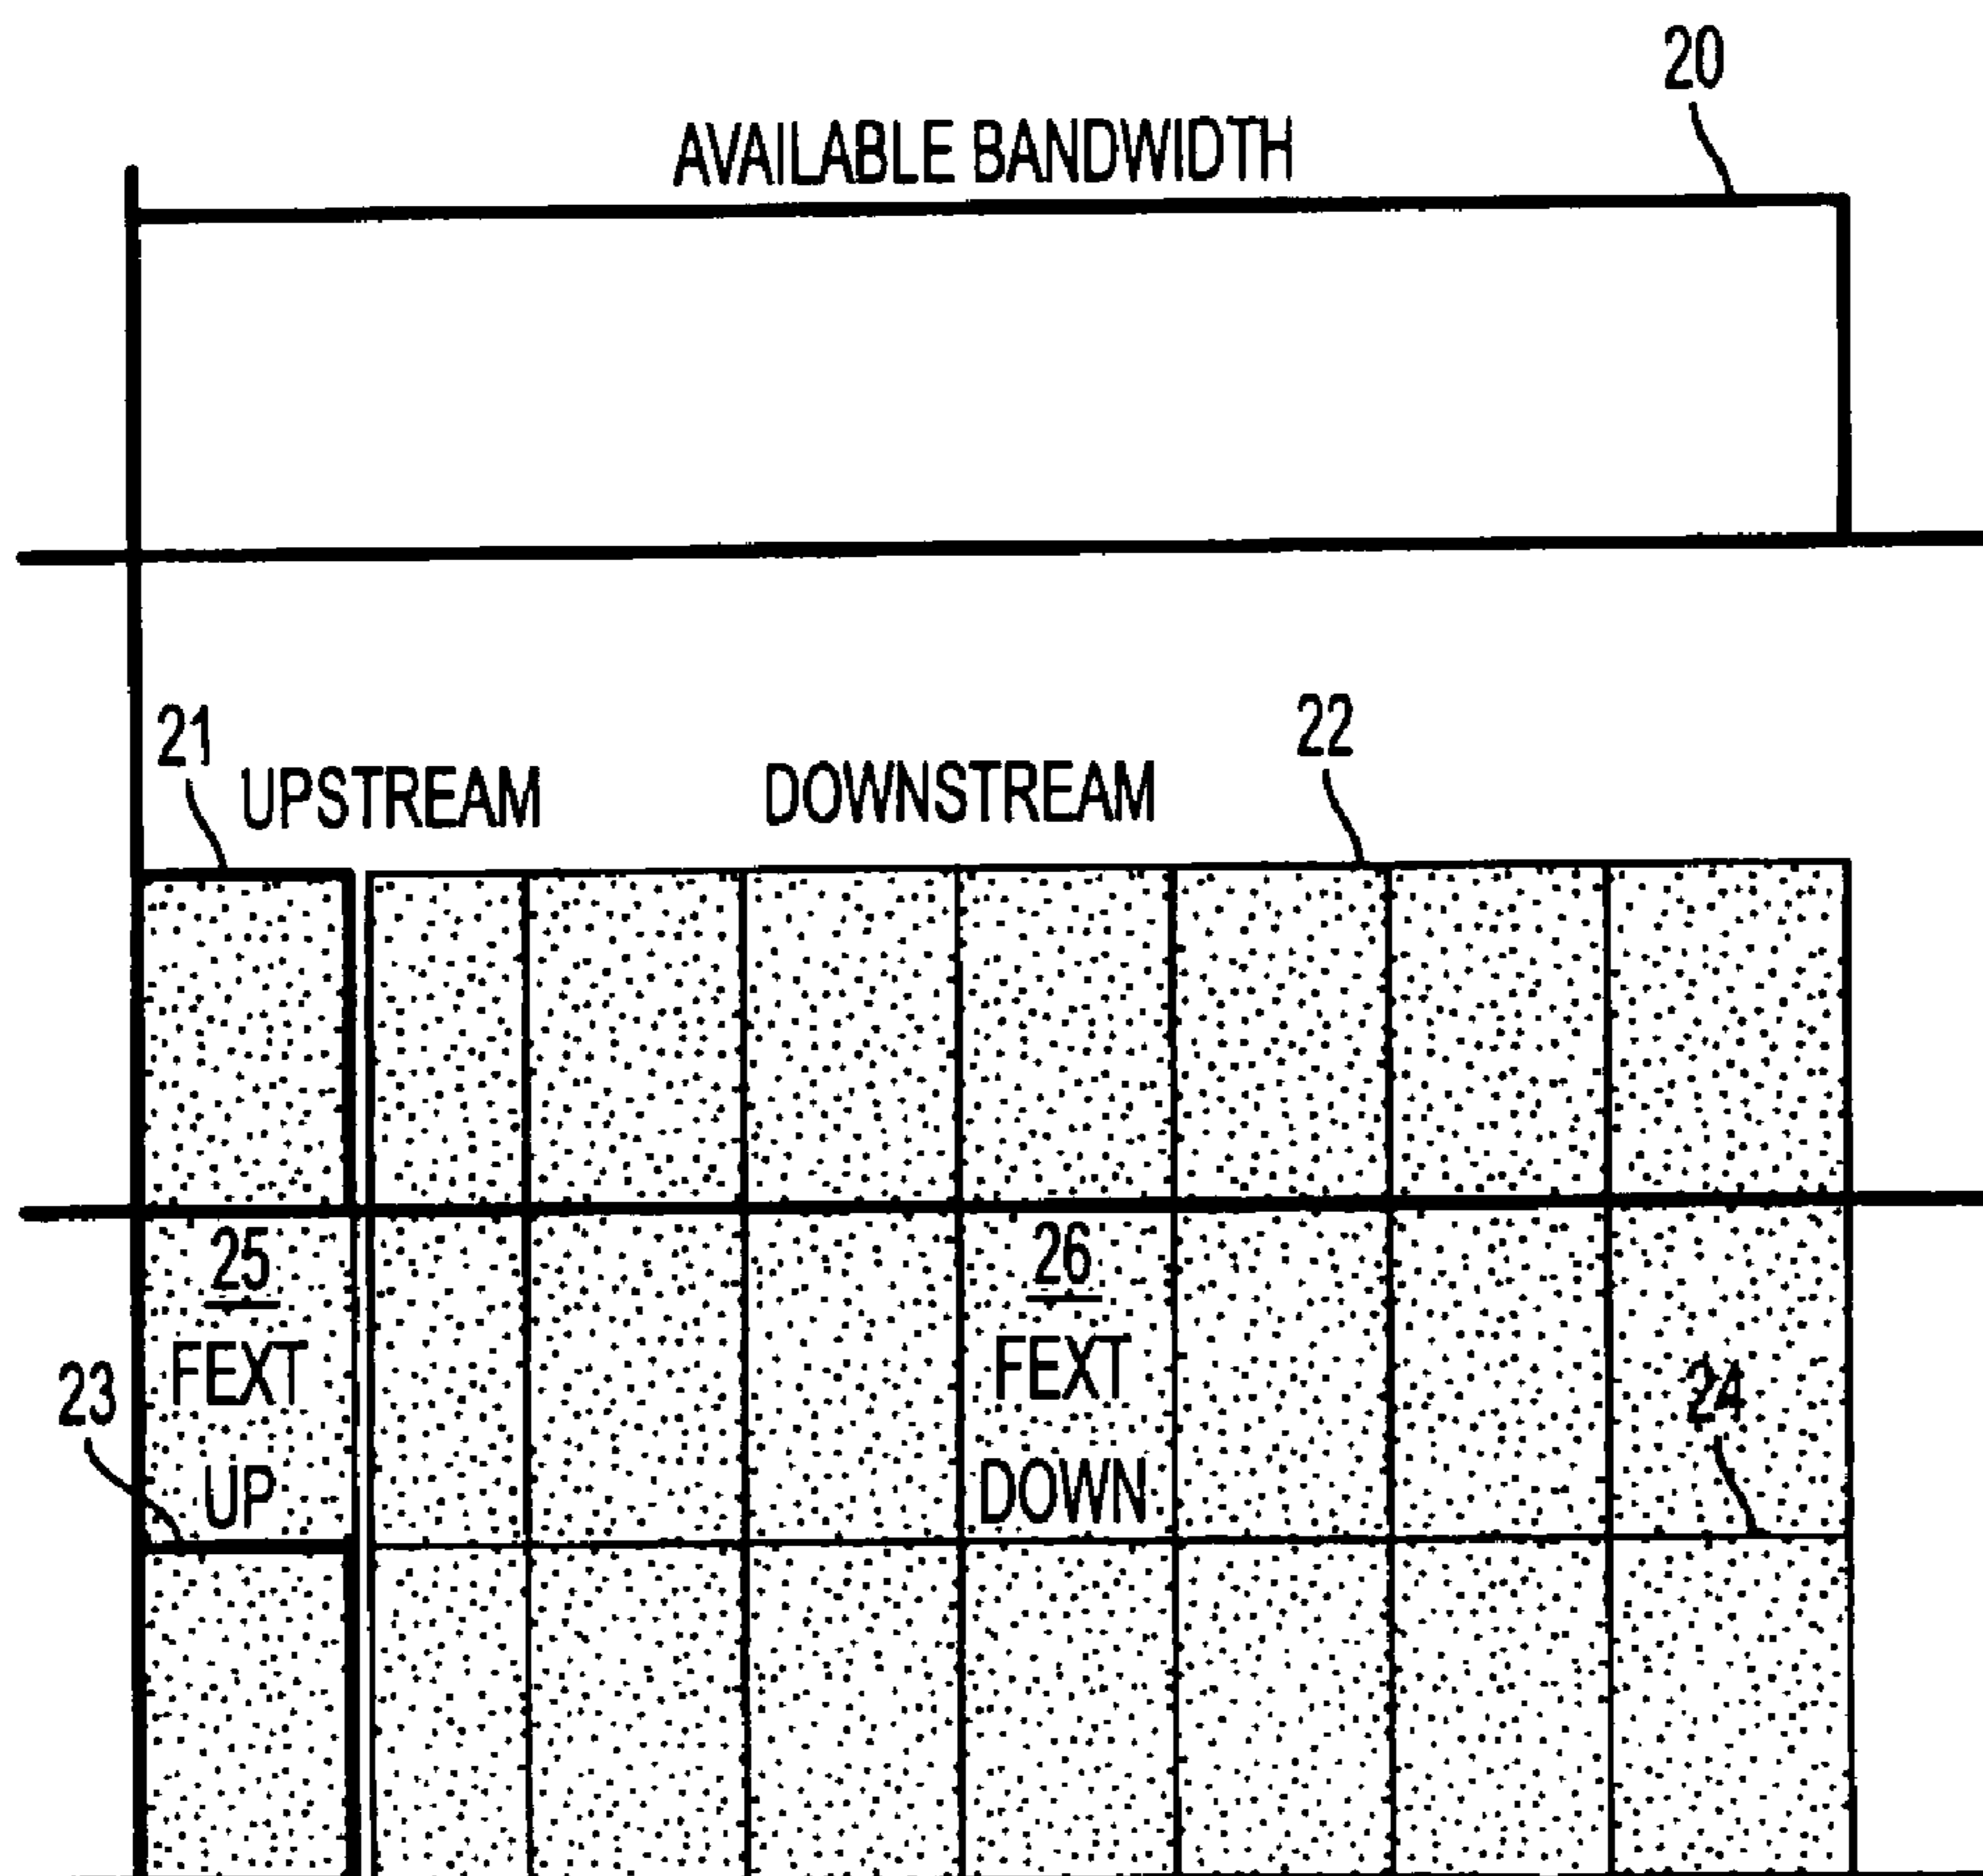 20
AVAILABLE BANDWIDTH
21
UPSTREAM
DOWNSTREAM
22
25
FEXT
UP
26
FEXT
DOWN
23
24